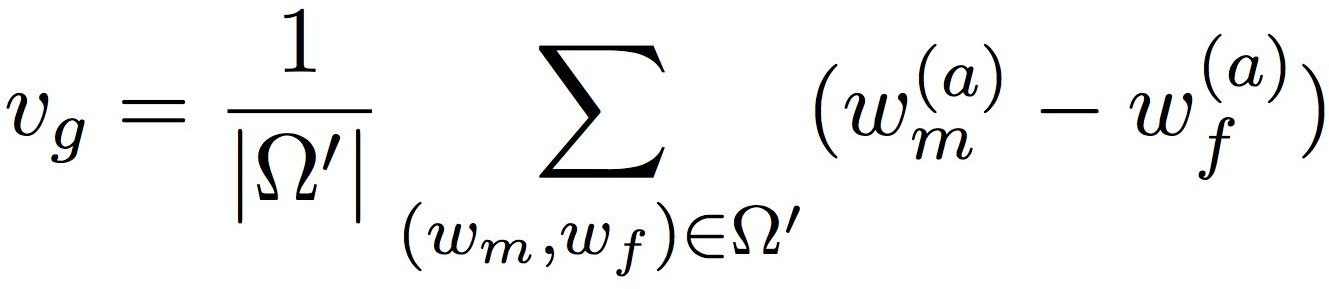 v_g = \frac{1}{|\Omega'|} \sum_{(w_m,w_f)\in\Omega'} (w_m^{(a)} - w_f^{(a)})